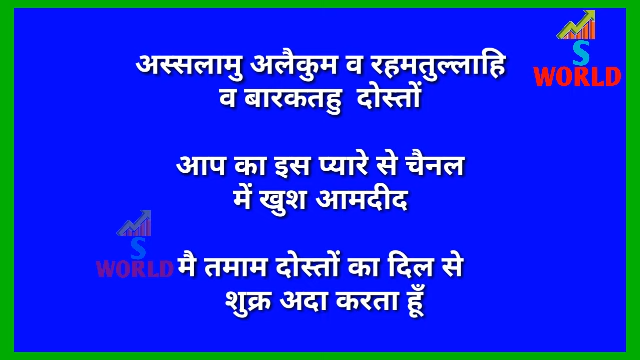 S
WORLD
अस्सलामु अलैकुम व रहमतुल्लाहि
व बारकतहु दोस्तों
आप का इस प्यारे से चैनल
में खुश आमदीद
S
WORLD
मै तमाम दोस्तों का दिल से
शुक्र अदा करता हूँ